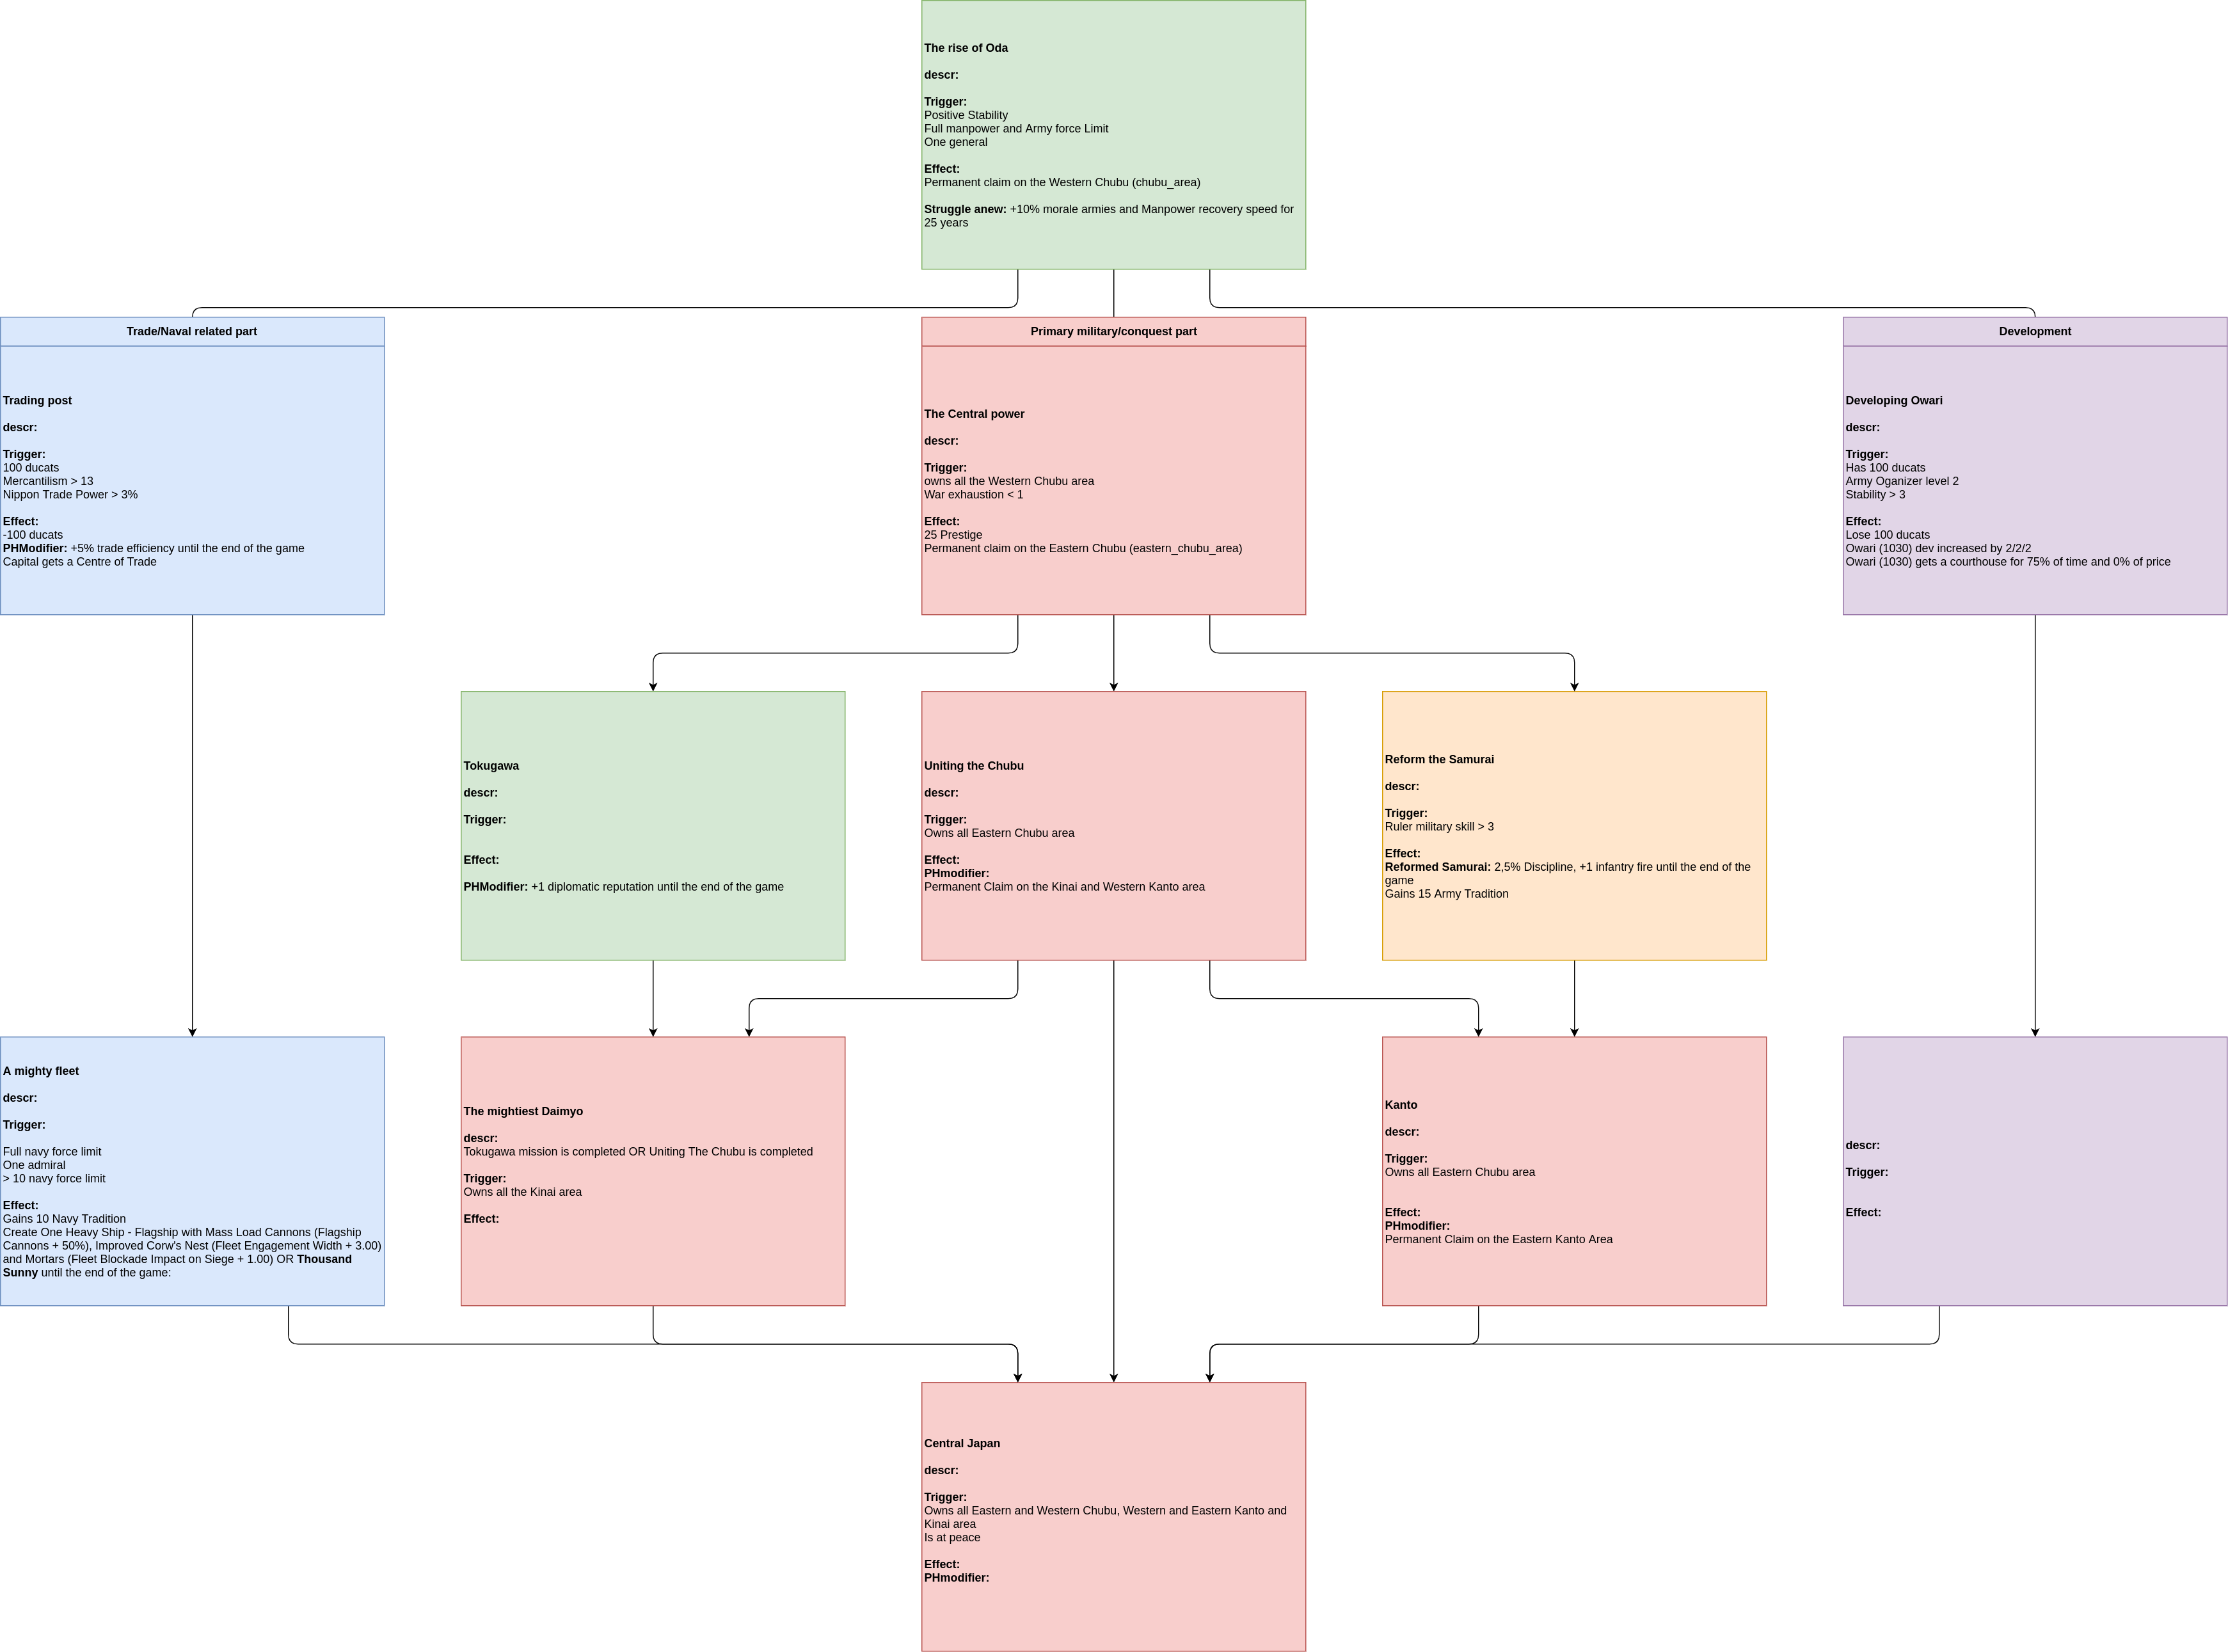 The rise of Oda
descr:
Trigger:
Positive Stability
Full manpower and Army force Limit
One general
Effect:
Permanent claim on the Western Chubu (chubu_area)
Struggle anew: +10% morale armies and Manpower recovery speed for
25 years
Trade/Naval related part
Trading post
descr:
Trigger:
100 ducats
Mercantilism > 13
Nippon Trade Power > 3%
Effect:
-100 ducats
PHModifier: +5% trade efficiency until the end of the game
Capital gets a Centre of Trade
Primary military/conquest part
The Central power
descr:
Trigger:
owns all the Western Chubu area
War exhaustion < 1
Effect:
25 Prestige
Permanent claim on the Eastern Chubu (eastern_chubu_area)
Development
Developing Owari
descr:
Trigger:
Has 100 ducats
Army Oganizer level 2
Stability > 3
Effect:
Lose 100 ducats
Owari (1030) dev increased by 2/2/2
Owari (1030) gets a courthouse for 75% of time and 0% of price
Tokugawa
descr:
Trigger:
Effect:
PHModifier: +1 diplomatic reputation until the end of the game
Uniting the Chubu
descr:
Trigger:
Owns all Eastern Chubu area
Effect:
PHmodifier:
Permanent Claim on the Kinai and Western Kanto area
Reform the Samurai
descr:
Trigger:
Ruler military skill > 3
Effect:
Reformed Samurai: 2,5% Discipline, +1 infantry fire until the end of the
game
Gains 15 Army Tradition
A mighty fleet
descr:
Trigger:
Full navy force limit
One admiral
> 10 navy force limit
Effect:
Gains 10 Navy Tradition
Create One Heavy Ship - Flagship with Mass Load Cannons (Flagship
Cannons + 50%), Improved Corw's Nest (Fleet Engagement Width + 3.00)
and Mortars (Fleet Blockade Impact on Siege + 1.00) OR Thousand
Sunny until the end of the game:
The mightiest Daimyo
descr:
Tokugawa mission is completed OR Uniting The Chubu is completed
Trigger:
Owns all the Kinai area
Effect:
Kanto
descr:
Trigger:
Owns all Eastern Chubu area
Effect:
PHmodifier:
Permanent Claim on the Eastern Kanto Area
descr:
Trigger:
Effect:
Central Japan
descr:
Trigger:
Owns all Eastern and Western Chubu, Western and Eastern Kanto and
Kinai area
Is at peace
Effect:
PHmodifier: